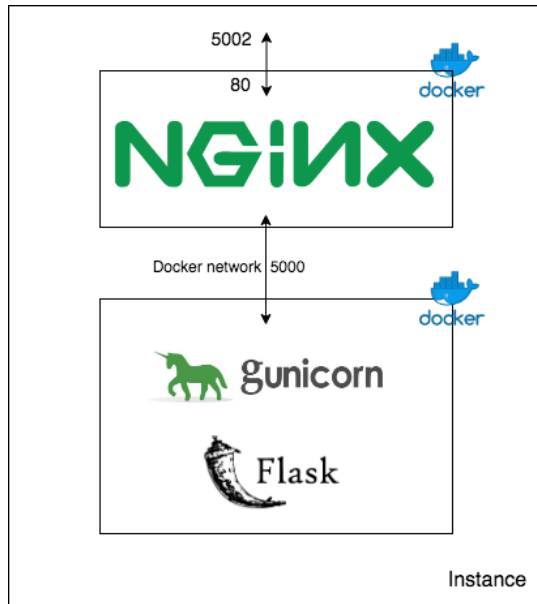 5002
80
docker
NGINX
Docker network 5000
docker
gunicorn
Flask
Instance